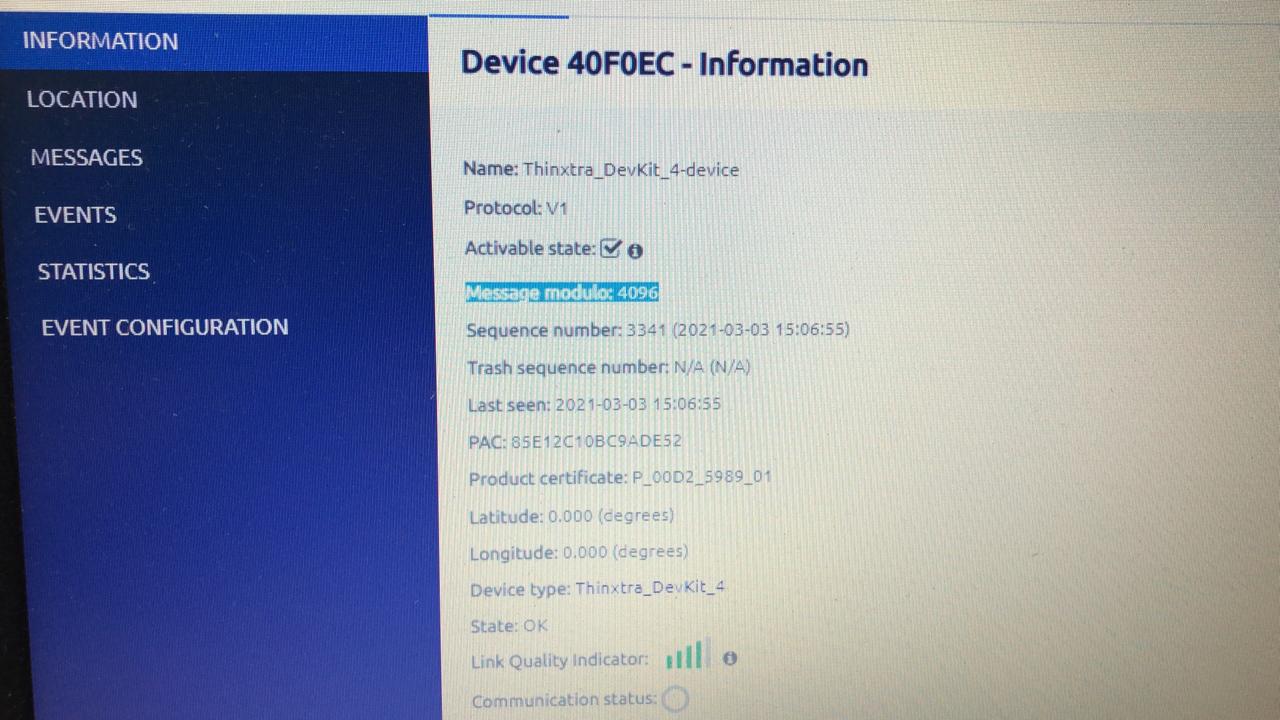 INFORMATION
LOCATION
MESSAGES
EVENTS
STATISTICS
EVENT CONFIGURATION
Device 40F0EC - Information
Name: Thinxtra_DevKit_4-device
Protocol: V1
Activable state:
Message modulo: 4096
Sequence number: 3341 (2021-03-03 15:06:55)
Trash sequence number: N/A (N/A)
Last seen: 2021-03-03 15:06:55
PAC: 85E12C10BC9ADE52
Product certificate: P_00D2_5989_01
Latitude: 0.000 (degrees)
Longitude: 0.000 (degrees)
Device type: Thinxtra_DevKit_4
State: OK
Link Quality Indicator:
Communication status: